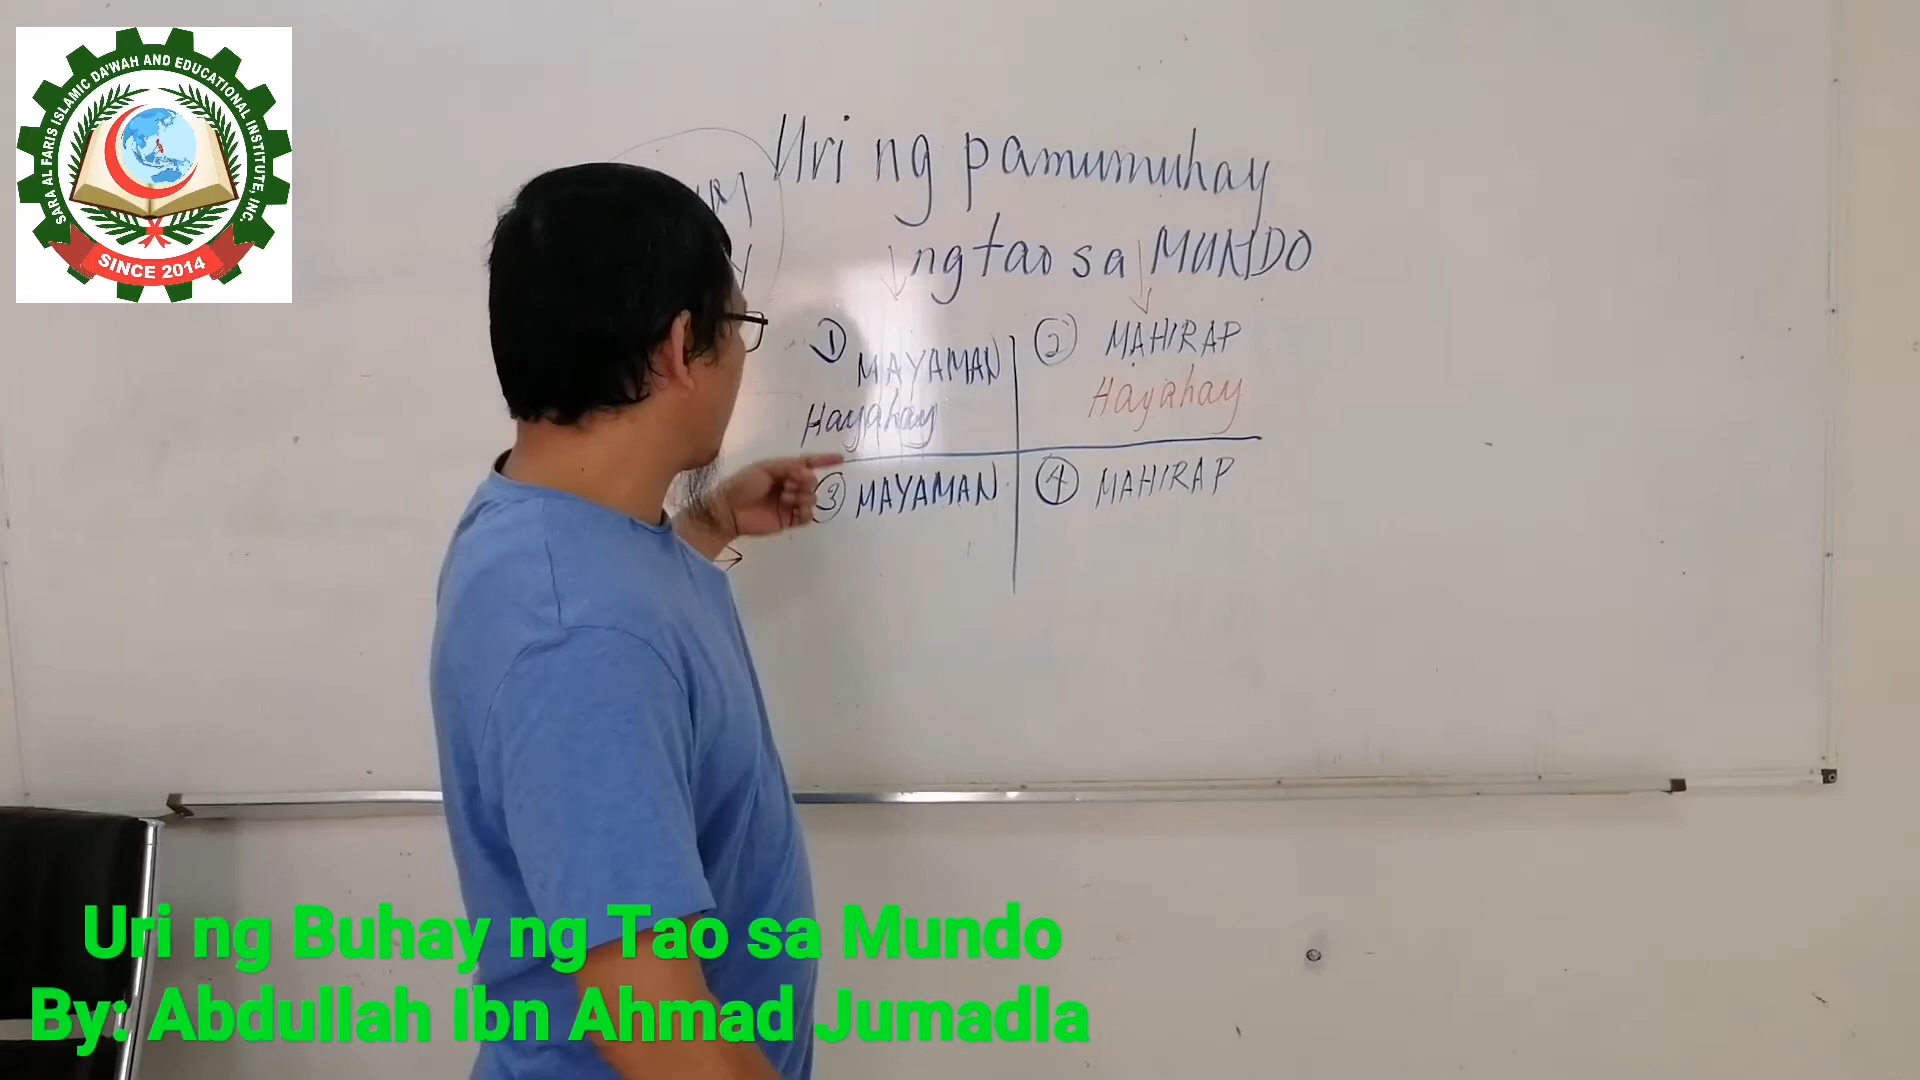 SARA AL FARIS ISLAMIC DA'WAH AND EDUCATIONAL INSTITUTE, INC.
SINCE 2014
Uri ng pamumuhay
ng tao sa MUNDO
1 MAYAMAN
Hayahay
2 MAHIRAP
Hayahay
3 MAYAMAN
4 MAHIRAP
Uri ng Buhay ng Tao sa Mundo
By: Abdullah Ibn Ahmad Jumadla